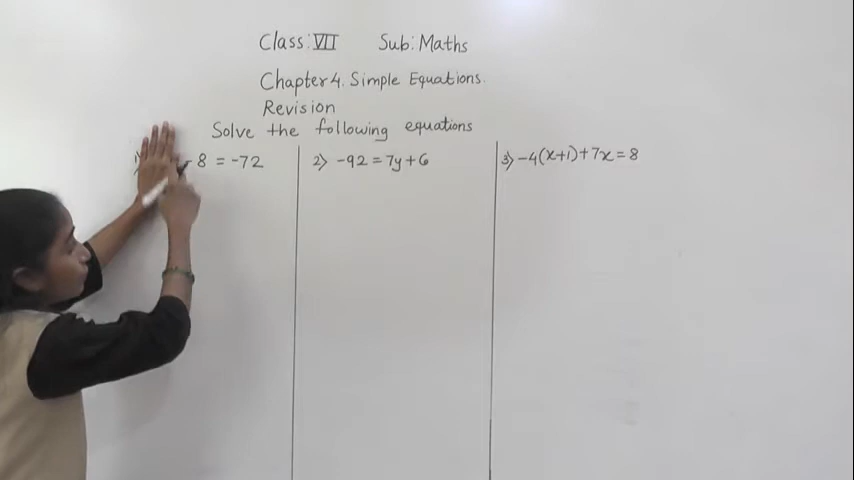 Class: VII Sub: Maths
Chapter 4. Simple Equations.
Revision
Solve the following equations
- 8 = -72
2) -92 = 7y + 6
3) -4(x+1) + 7x = 8